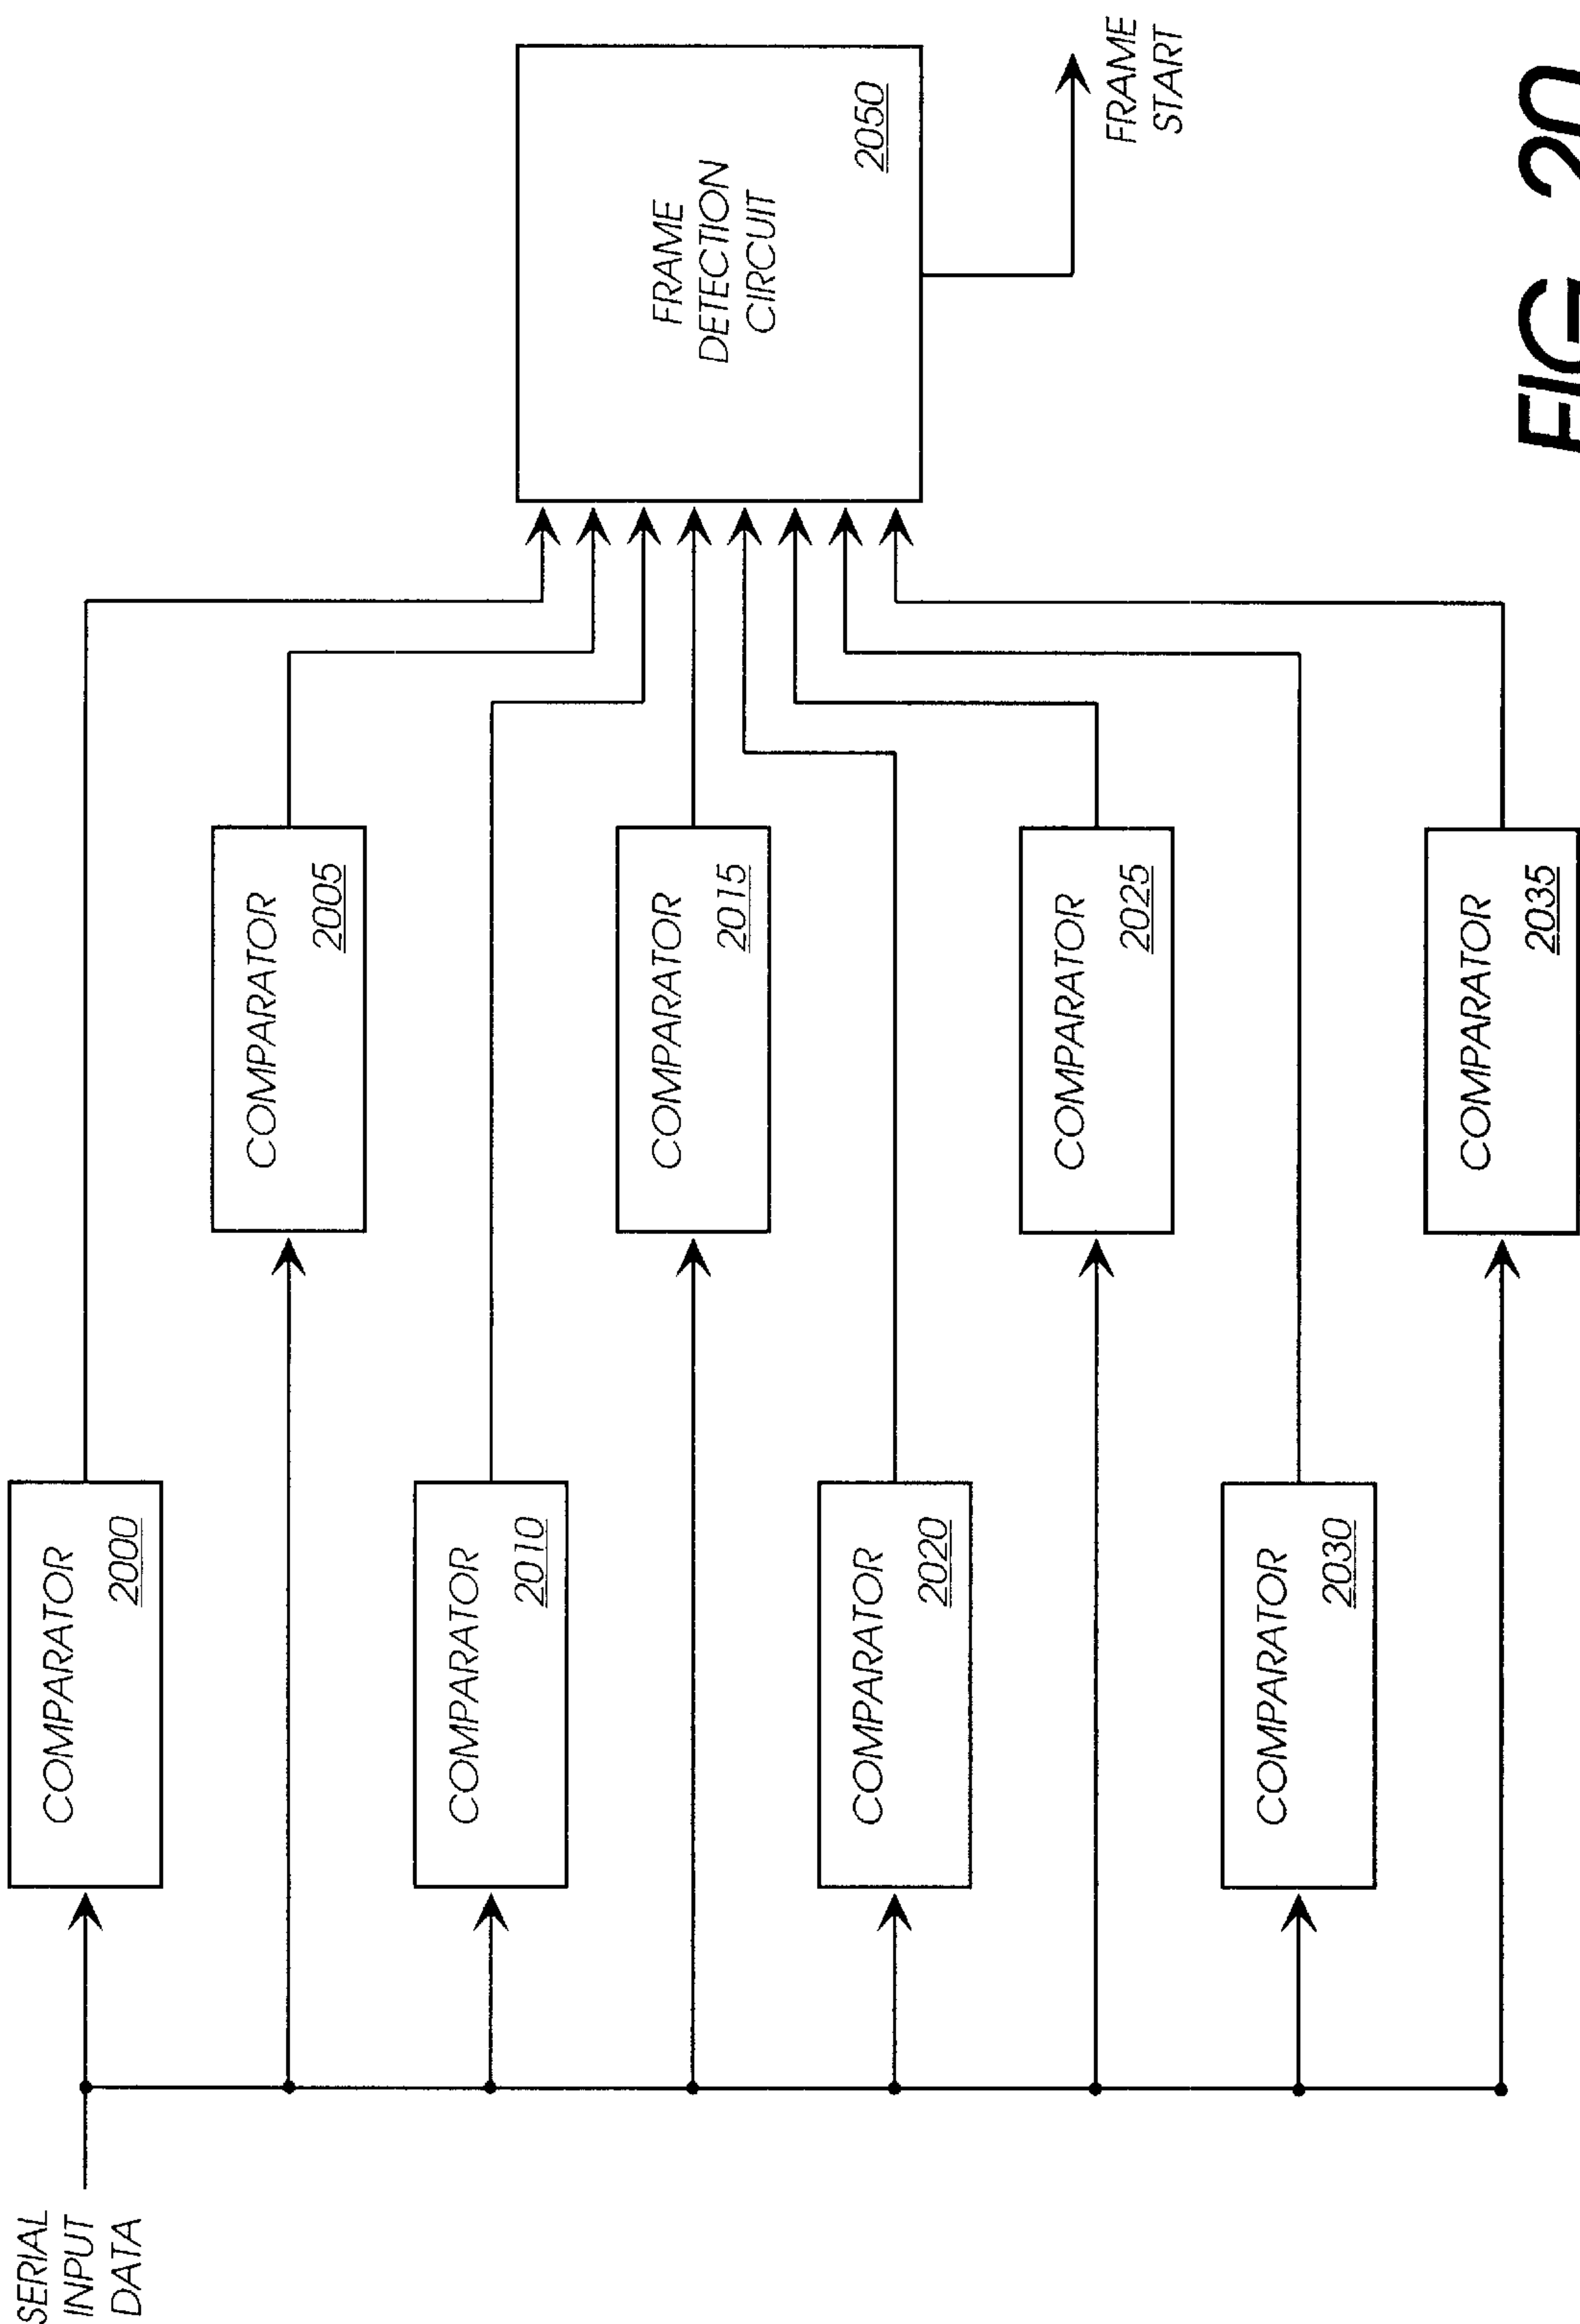 SERIAL
INPUT
DATA
COMPARATOR
2000
COMPARATOR
2005
COMPARATOR
2010
COMPARATOR
2015
COMPARATOR
2020
COMPARATOR
2025
COMPARATOR
2030
COMPARATOR
2035
FRAME
DETECTION
CIRCUIT
2050
FRAME
START
FIG_20